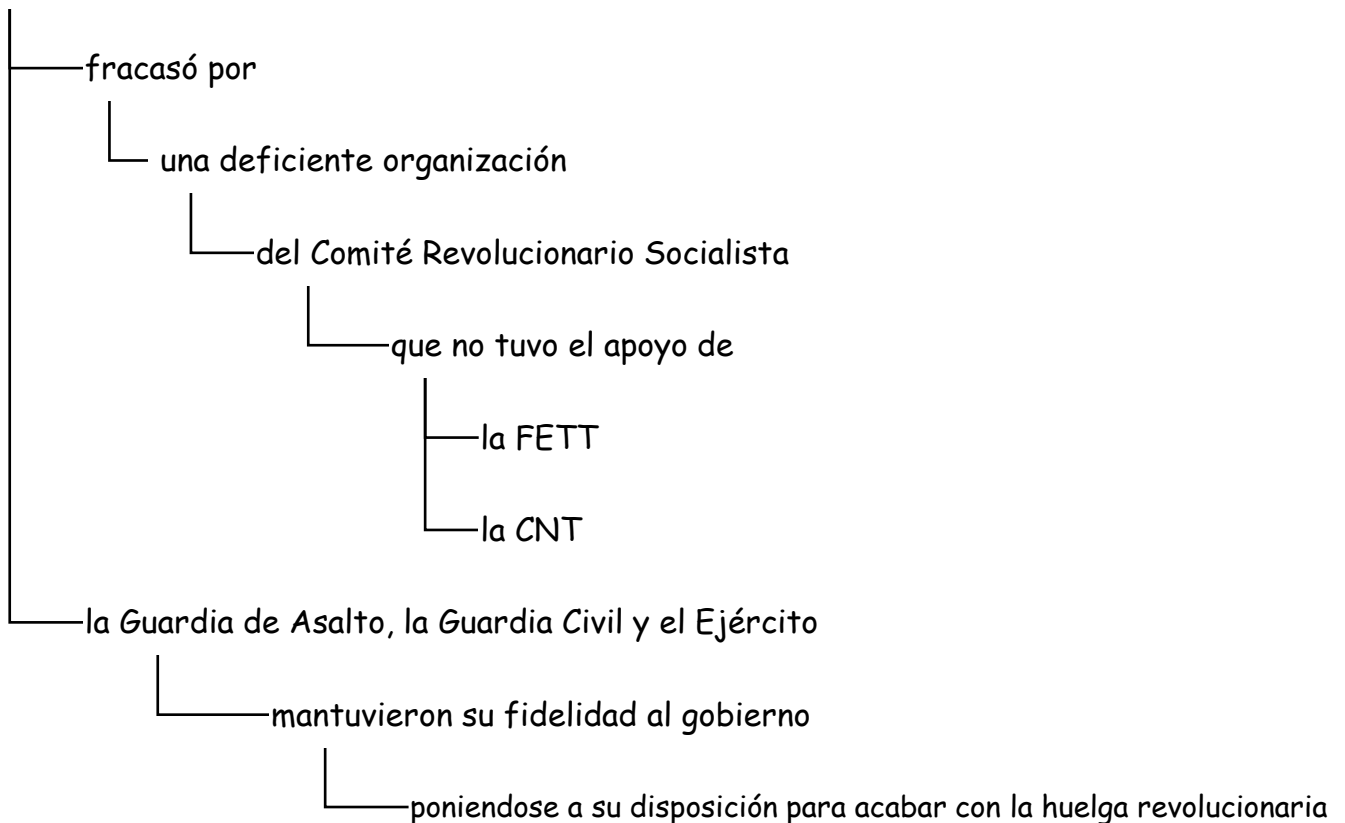 fracasó por
una deficiente organización
del Comité Revolucionario Socialista
que no tuvo el apoyo de
la FETT
la CNT
la Guardia de Asalto, la Guardia Civil y el Ejército
mantuvieron su fidelidad al gobierno
poniendose a su disposición para acabar con la huelga revolucionaria